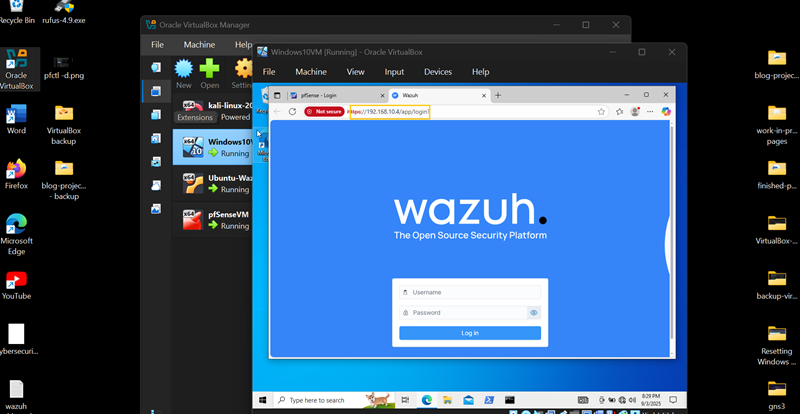 Recycle Bin
rufus-4.9.exe
Oracle
VirtualBox
pfctl -d.png
Word
VirtualBox
backup
Firefox
blog-projec...
- backup
Microsoft
Edge
YouTube
ybersecuri...
wazuh
Oracle VirtualBox Manager
File Machine Help
New Open Settin
kali-linux-20
Extensions Powered
Windows10V
Running
Ubuntu-Waz
Running
pfSenseVM
Running
Windows10VM [Running] - Oracle VirtualBox
File Machine View Input Devices Help
pfSense - Login
Wazuh
Not secure
https://192.168.10.4/app/login?
wazuh.
The Open Source Security Platform
Username
Password
Log in
Type here to search
8:29 PM
9/3/2025
blog-projec...
work-in-pr...
pages
finished-p...
VirtualBox-...
backup-vir...
Resetting
Windows ...
gns3